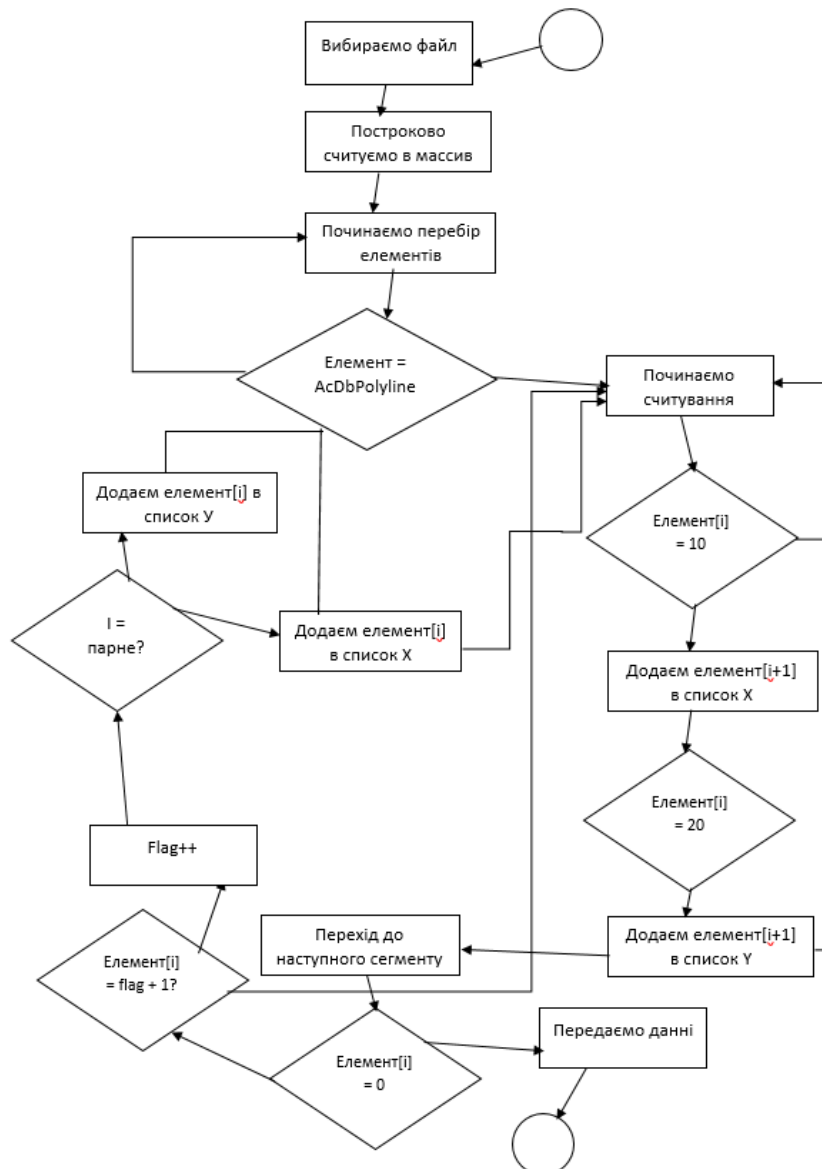 Вибираємо файл
Построково
считуємо в массив
Починаємо перебір
елементів
Елемент =
AcDbPolyline
Починаємо
считування
Додаєм елемент[i] в
список У
Елемент[i]
= 10
I =
парне?
Додаєм елемент[i]
в список X
Додаєм елемент[i+1]
в список X
Елемент[i]
= 20
Flag++
Перехід до
наступного сегменту
Додаєм елемент[i+1]
в список Y
Елемент[i]
= flag + 1?
Передаємо данні
Елемент[i]
= 0